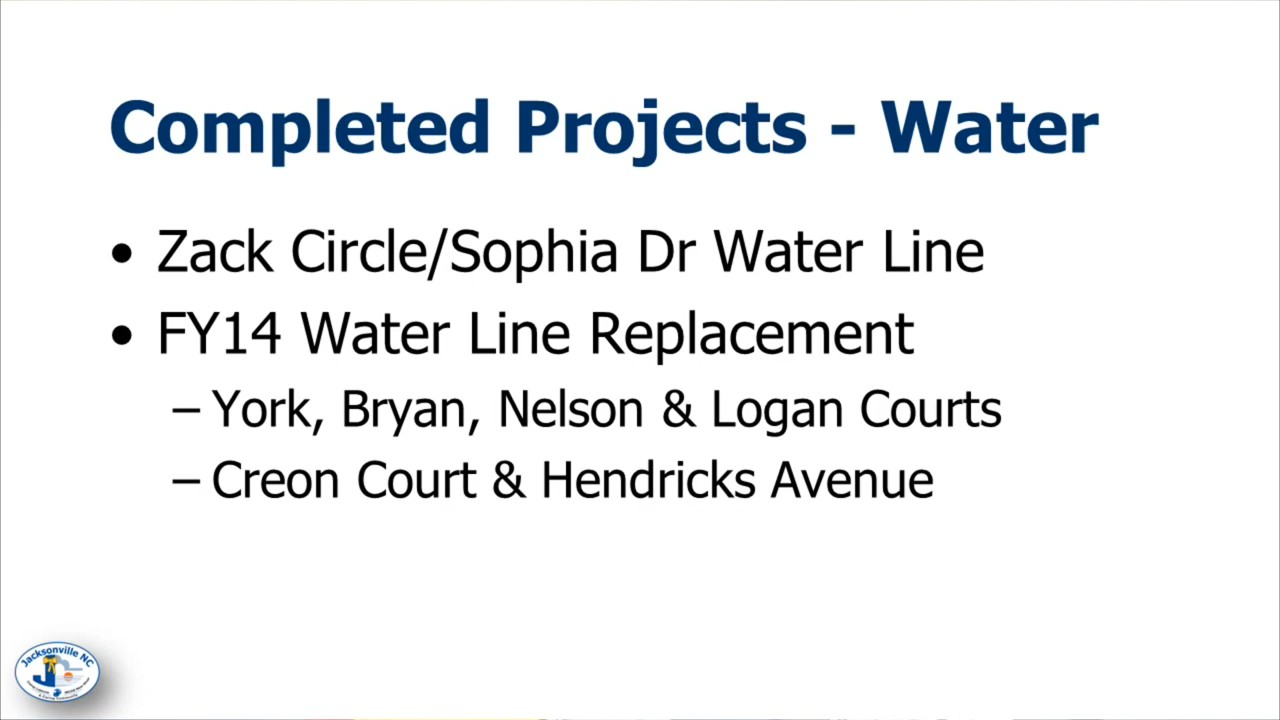 Completed Projects - Water
• Zack Circle/Sophia Dr Water Line
• FY14 Water Line Replacement
– York, Bryan, Nelson & Logan Courts
– Creon Court & Hendricks Avenue
Jacksonville NC
J